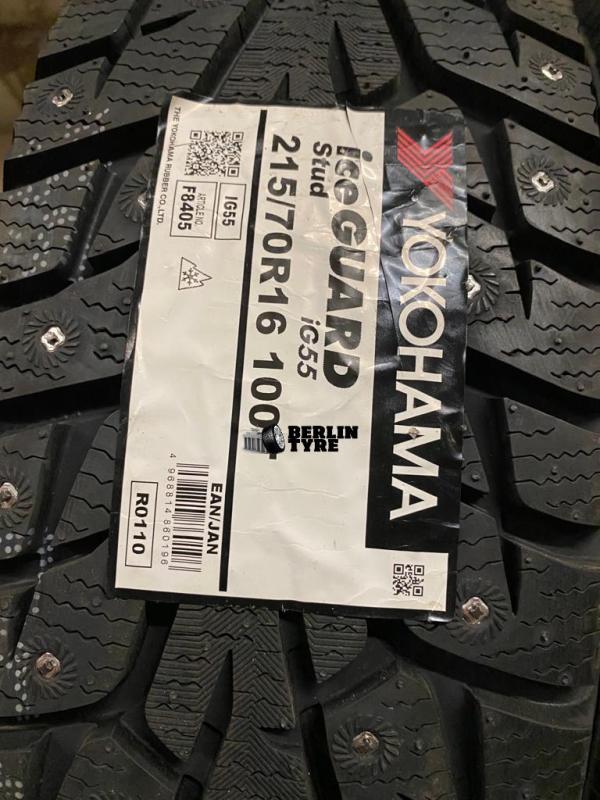 YOKOHAMA
iceGUARD
Stud
iG55
215/70R16 100
IG55
ARTICLE NO.
F8405
THE YOKOHAMA RUBBER CO.,LTD.
EAN/JAN
4 968814 860196
R0110
BERLIN
TYRE